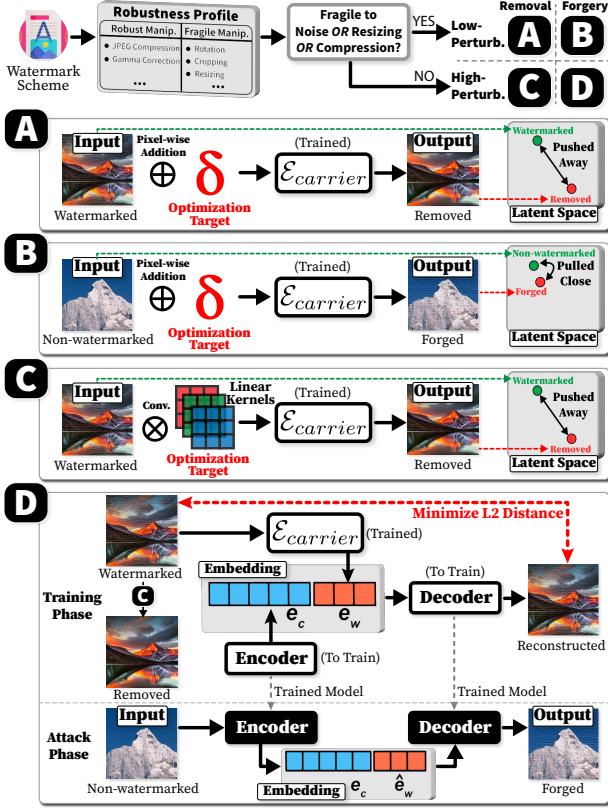 Watermark
Scheme
Robustness Profile
Robust Manip.
Fragile Manip.
● JPEG Compression
● Gamma Correction
...
● Rotation
● Cropping
● Resizing
...
Fragile to
Noise OR Resizing
OR Compression?
YES
NO
Removal
Forgery
Low-
Perturb.
A
B
High-
Perturb.
C
D
A
Input
Watermarked
Pixel-wise
Addition
⊕
δ
Optimization
Target
(Trained)
ℰcarrier
Output
Removed
Watermarked
Pushed
Away
Removed
Latent Space
B
Input
Non-watermarked
Pixel-wise
Addition
⊕
δ
Optimization
Target
(Trained)
ℰcarrier
Output
Forged
Non-watermarked
Pulled
Close
Forged
Latent Space
C
Input
Watermarked
Conv.
⊗
Linear
Kernels
Optimization
Target
(Trained)
ℰcarrier
Output
Removed
Watermarked
Pushed
Away
Removed
Latent Space
D
Minimize L2 Distance
Watermarked
ℰcarrier
(Trained)
Training
Phase
C
Removed
Embedding
e_c
e_w
Encoder
(To Train)
(To Train)
Decoder
Reconstructed
Trained Model
Trained Model
Attack
Phase
Input
Non-watermarked
Encoder
Embedding
e_c
ê_w
Decoder
Output
Forged